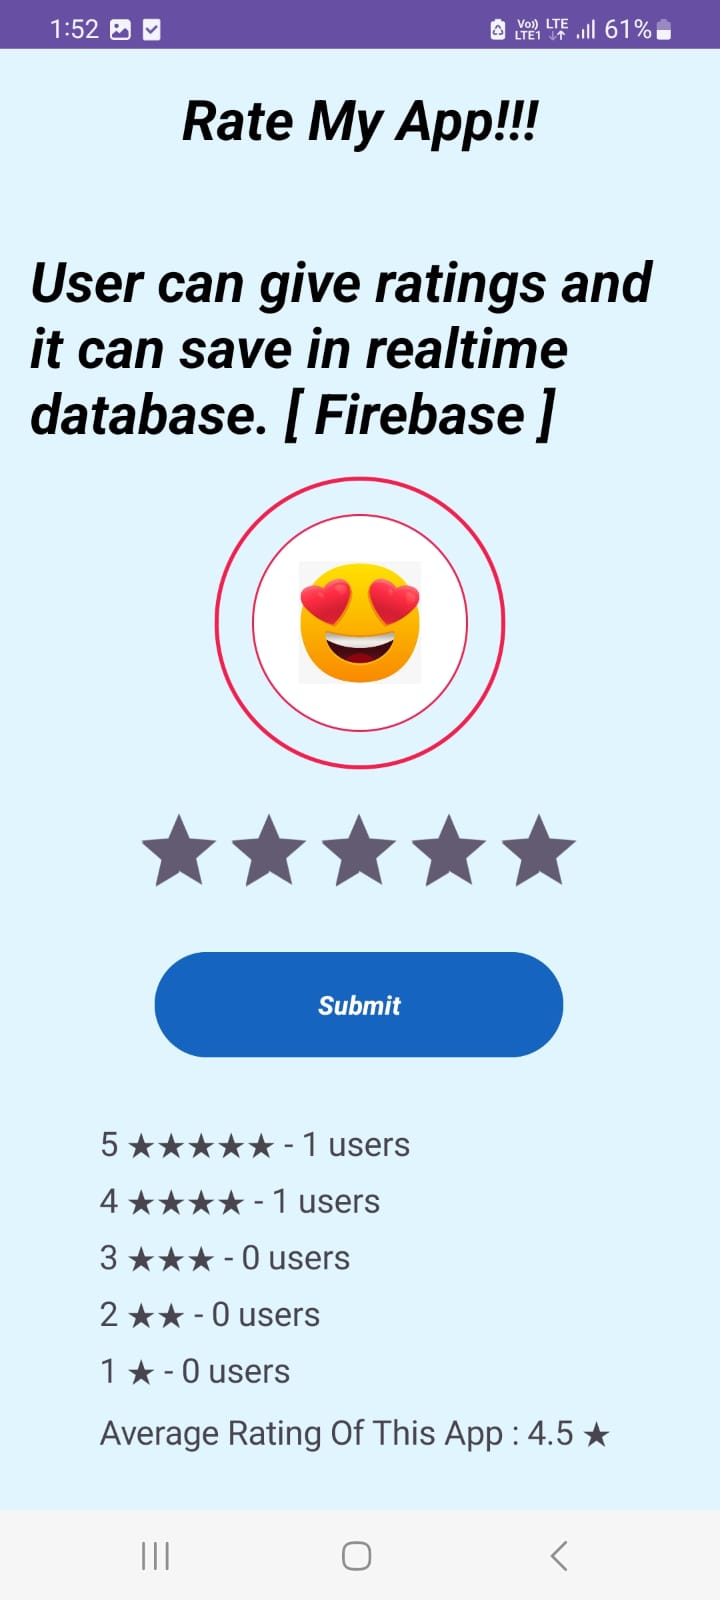 1:52 Vo)) LTE LTE1 61%
Rate My App!!!
User can give ratings and
it can save in realtime
database. [ Firebase ]
Submit
5 ★★★★★ - 1 users
4 ★★★★ - 1 users
3 ★★★ - 0 users
2 ★★ - 0 users
1 ★ - 0 users
Average Rating Of This App : 4.5 ★